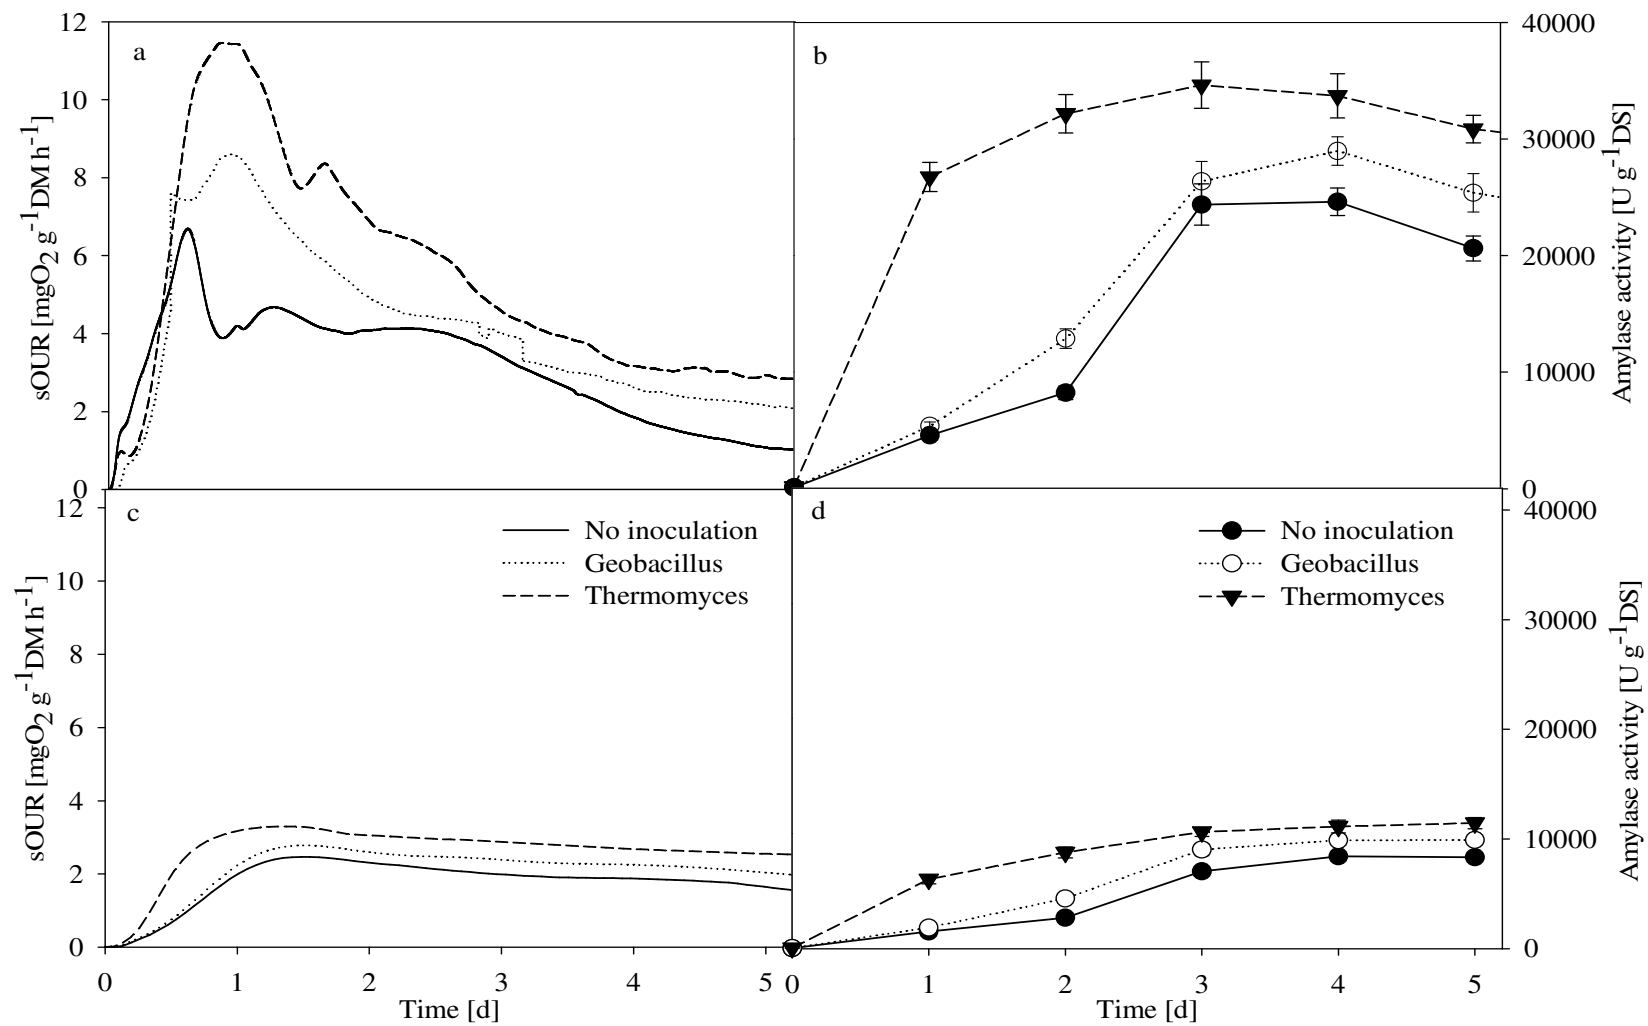 a
12
10
8
6
4
2
0
sOUR [mgO2 g-1DM h-1]
b
40000
30000
20000
10000
0
Amylase activity [U g-1DS]
c
No inoculation
Geobacillus
Thermomyces
12
10
8
6
4
2
0
sOUR [mgO2 g-1DM h-1]
0 1 2 3 4 5
Time [d]
d
No inoculation
Geobacillus
Thermomyces
40000
30000
20000
10000
0
Amylase activity [U g-1DS]
0 1 2 3 4 5
Time [d]